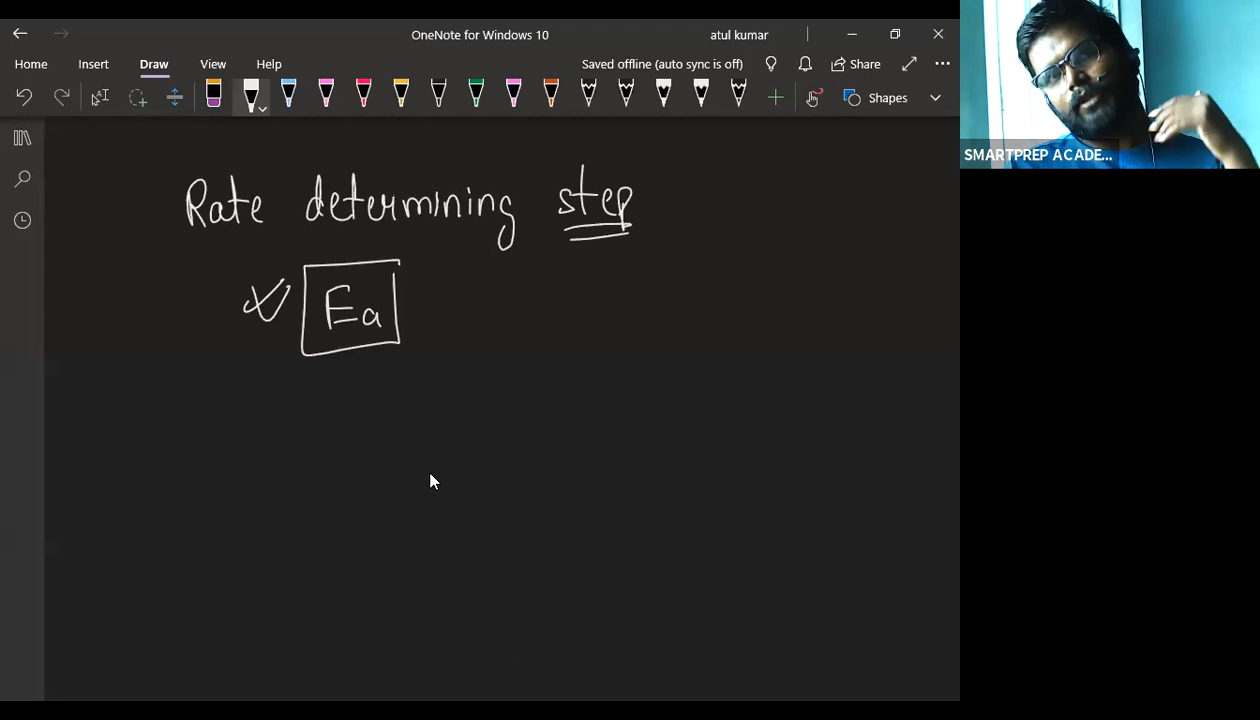 OneNote for Windows 10
atul kumar
Home Insert Draw View Help
Saved offline (auto sync is off)
Share
Shapes
SMARTPREP ACADE...
Rate determining step
Ea